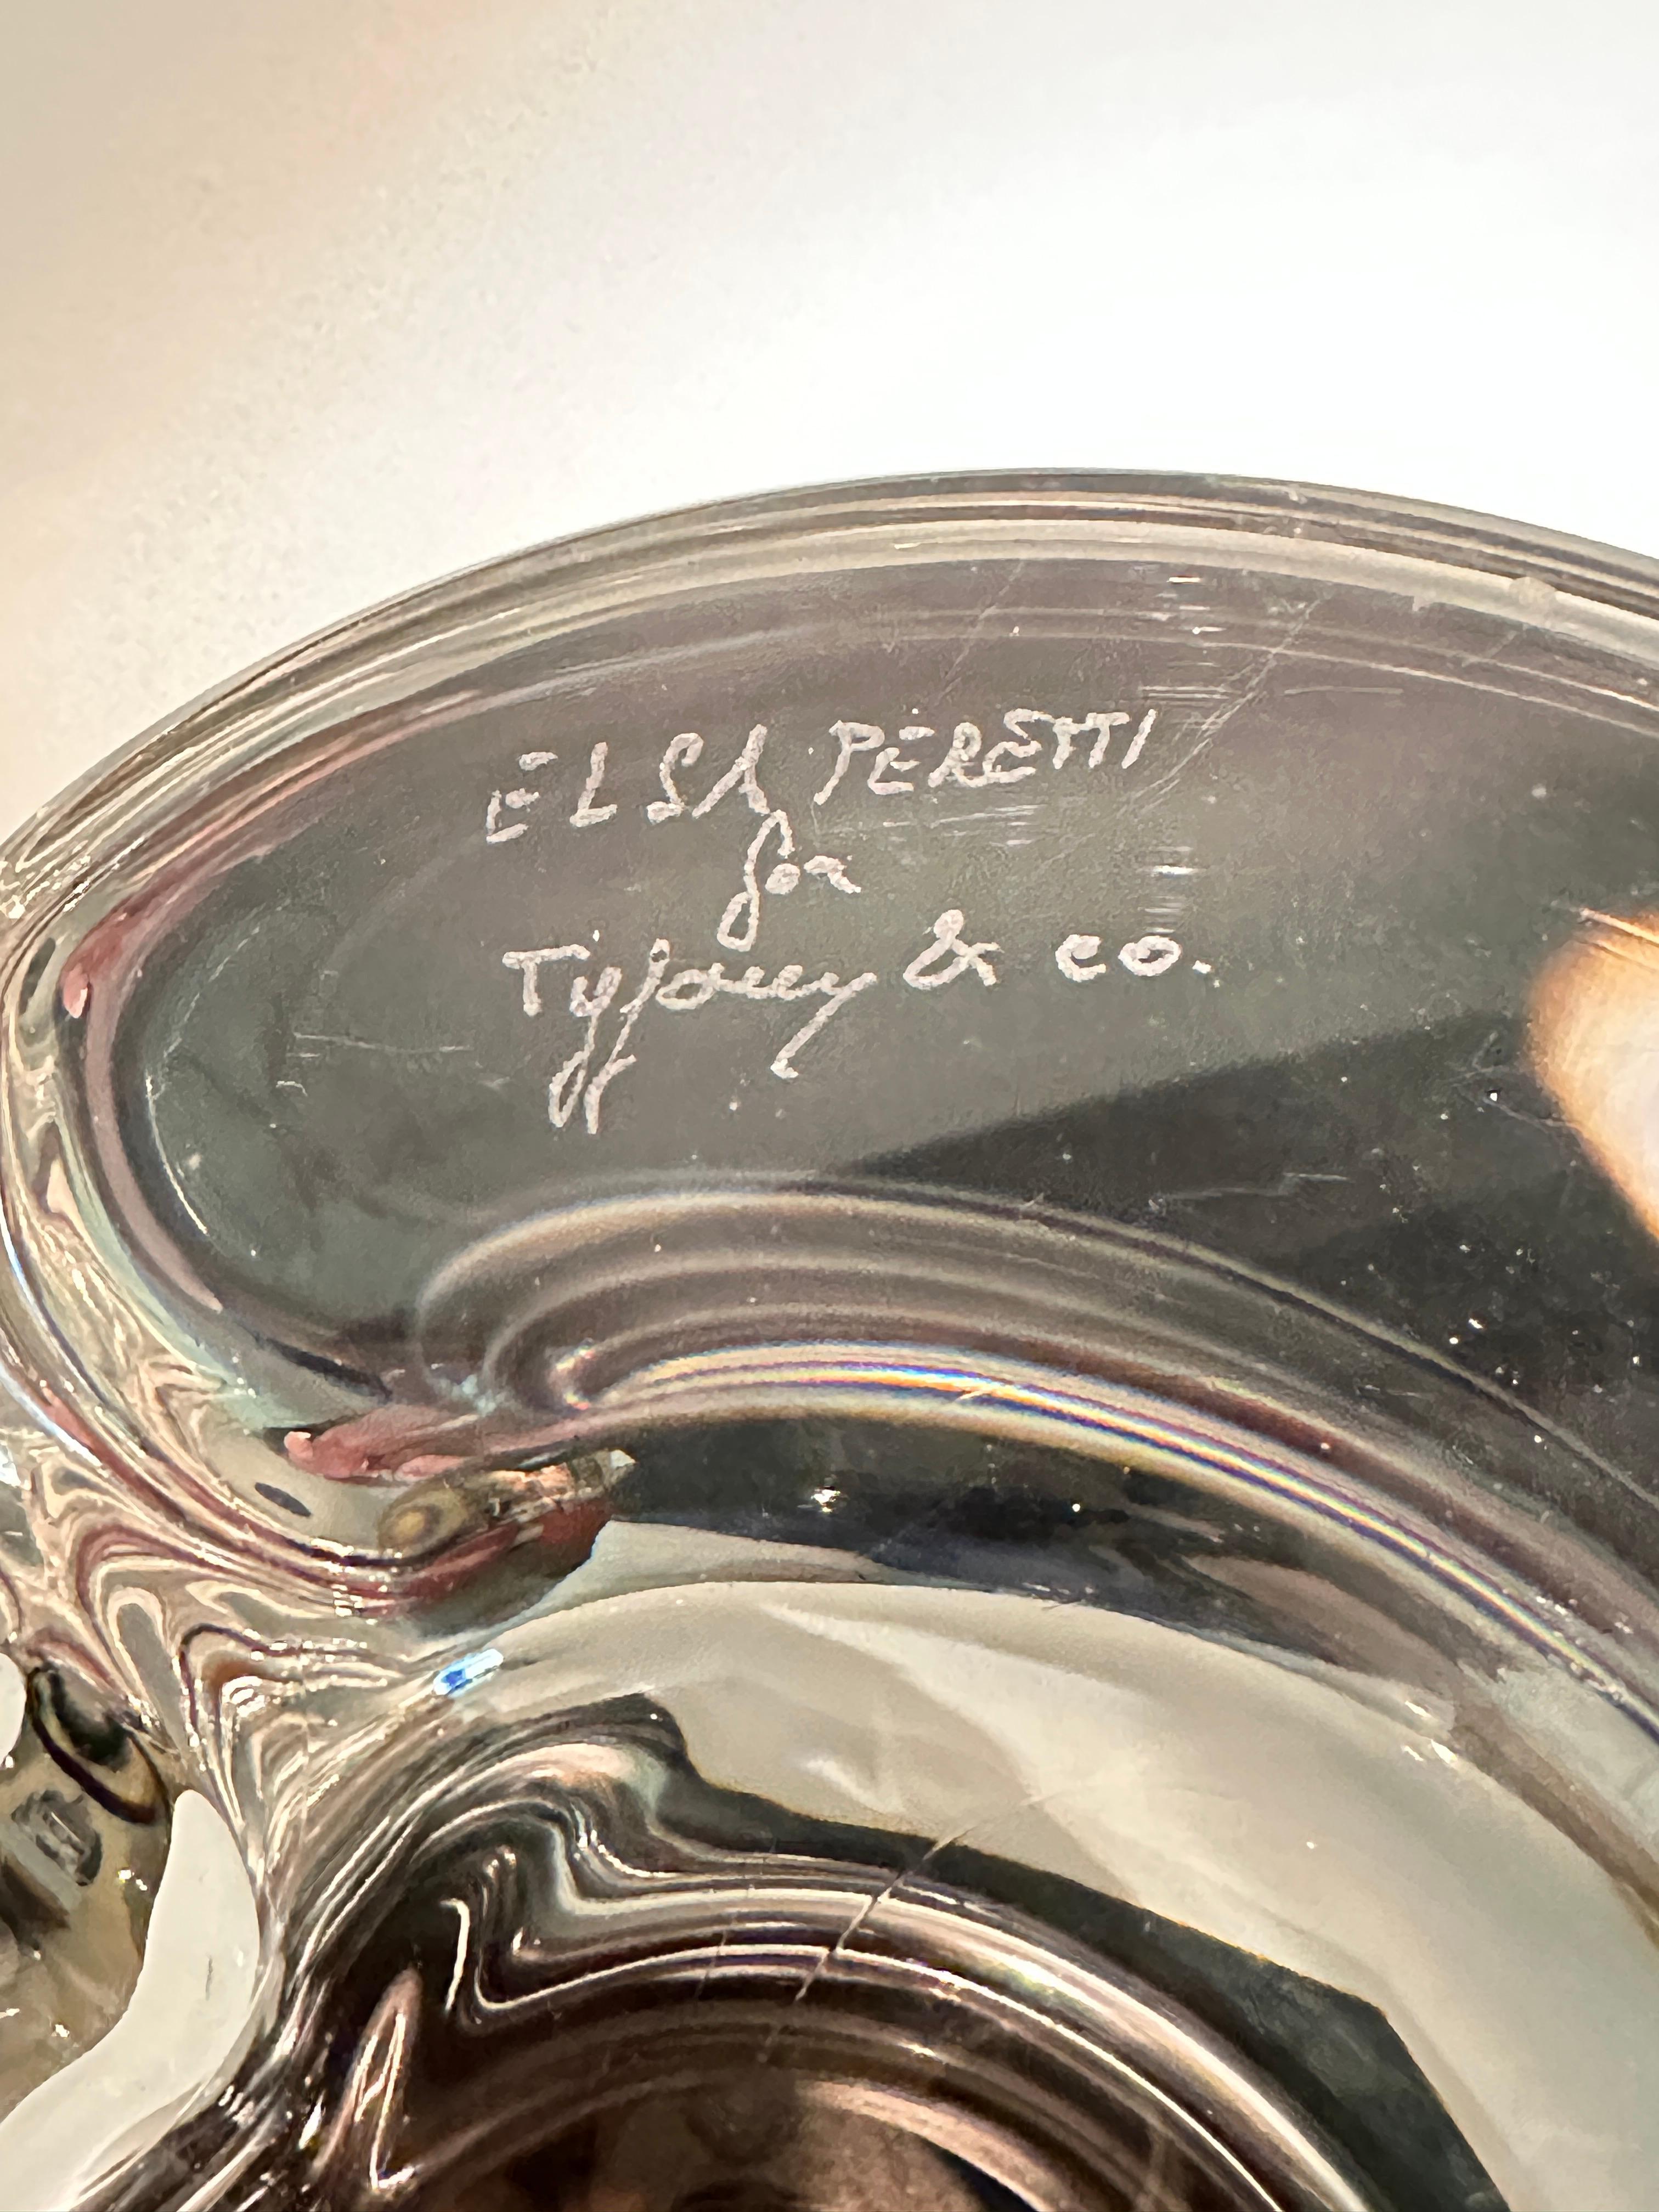 ELSA PERETTI
for
Tiffany & co.